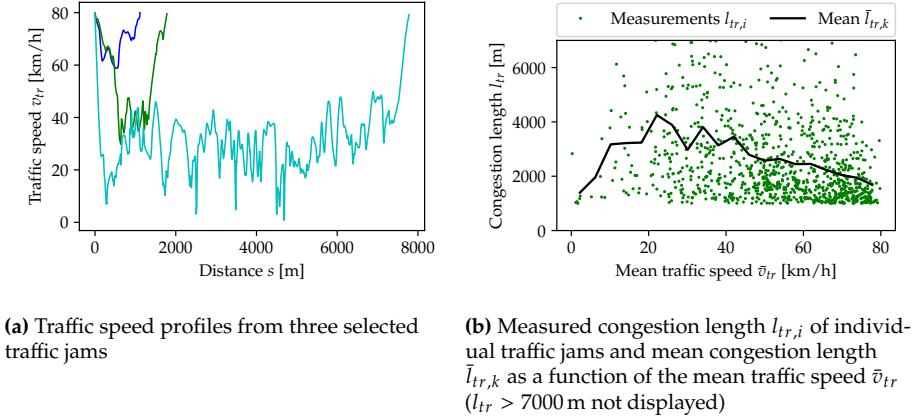 80
60
40
20
0
Traffic speed v_tr [km/h]
0 2000 4000 6000 8000
Distance s [m]
Measurements l_tr,i Mean l̄_tr,k
6000
4000
2000
0
Congestion length l_tr [m]
0 20 40 60 80
Mean traffic speed v̄_tr [km/h]
(a) Traffic speed profiles from three selected
traffic jams
(b) Measured congestion length l_tr,i of individ-
ual traffic jams and mean congestion length
l̄_tr,k as a function of the mean traffic speed v̄_tr
(l_tr > 7000 m not displayed)